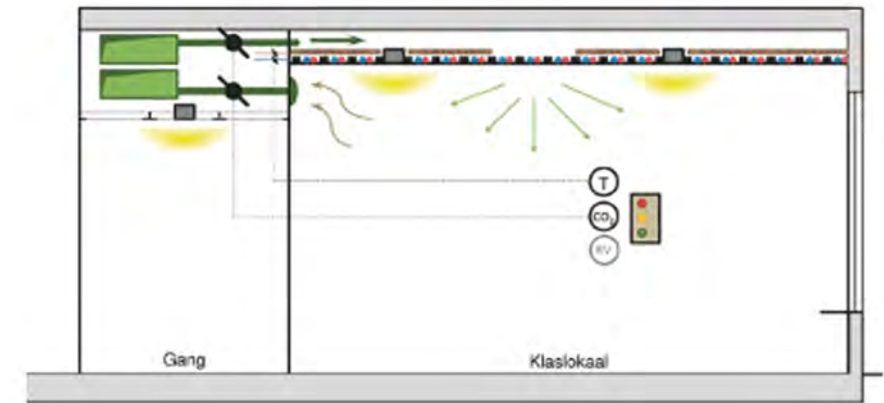 T
CO₂
RV
Gang
Klaslokaal